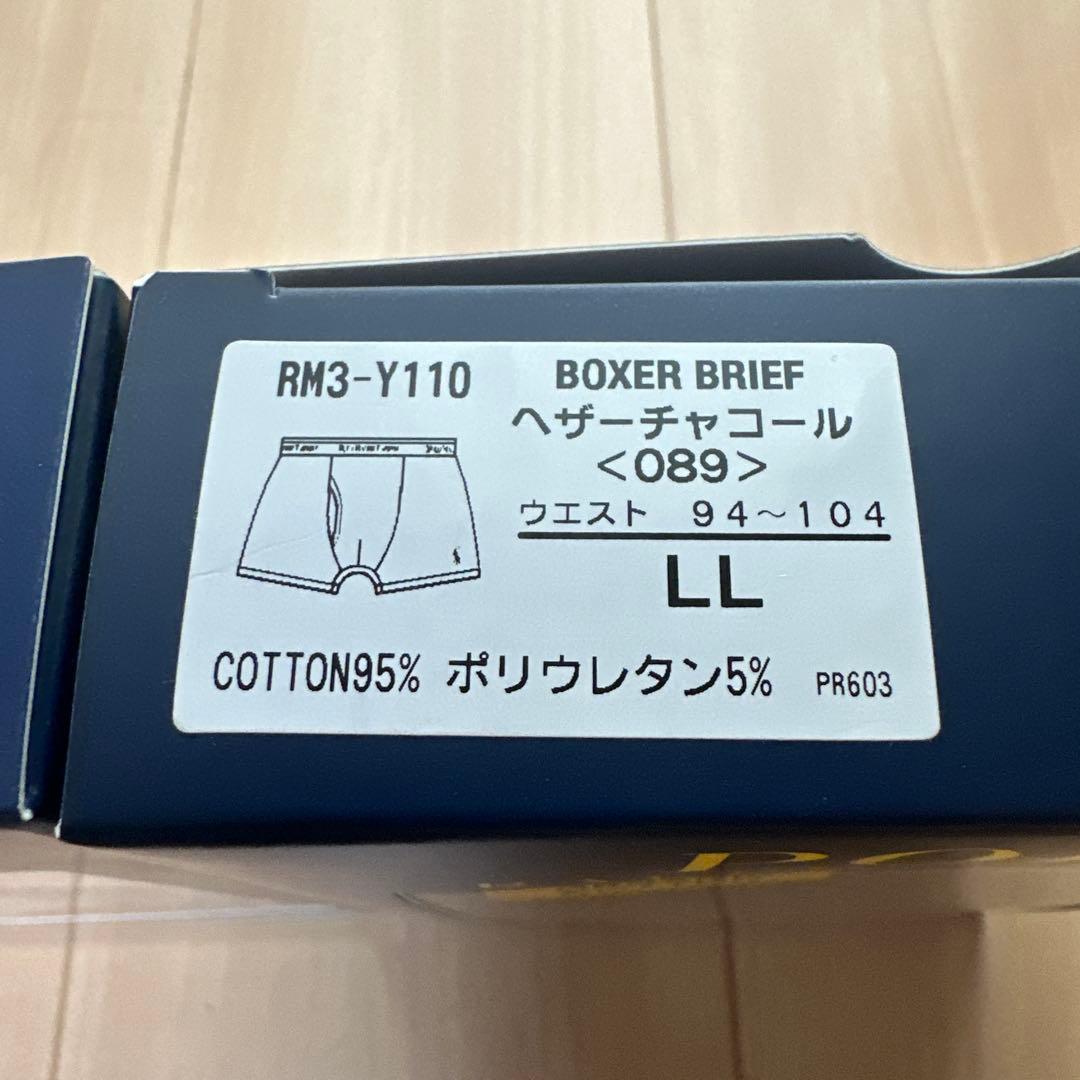 RM3-Y110
BOXER BRIEF
ヘザーチャコール
<089>
ウエスト　９４～１０４
LL
COTTON95% ポリウレタン5%
PR603